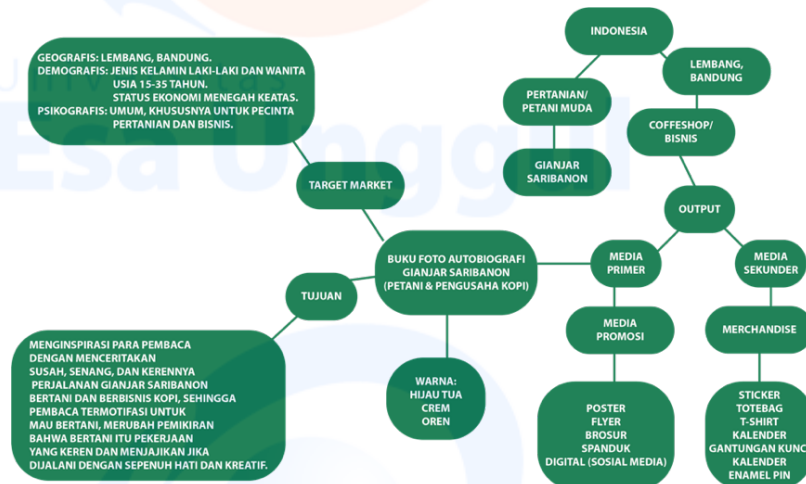 Universitas
Esa Unggul
GEOGRAFIS: LEMBANG, BANDUNG.
DEMOGRAFIS: JENIS KELAMIN LAKI-LAKI DAN WANITA
USIA 15-35 TAHUN.
STATUS EKONOMI MENEGAH KEATAS.
PSIKOGRAFIS: UMUM, KHUSUSNYA UNTUK PECINTA
PERTANIAN DAN BISNIS.
TARGET MARKET
INDONESIA
PERTANIAN/
PETANI MUDA
GIANJAR
SARIBANON
LEMBANG,
BANDUNG
COFFESHOP/
BISNIS
OUTPUT
BUKU FOTO AUTOBIOGRAFI
GIANJAR SARIBANON
(PETANI & PENGUSAHA KOPI)
TUJUAN
MENGINSPIRASI PARA PEMBACA
DENGAN MENCERITAKAN
SUSAH, SENANG, DAN KERENNYA
PERJALANAN GIANJAR SARIBANON
BERTANI DAN BERBISNIS KOPI, SEHINGGA
PEMBACA TERMOTIFASI UNTUK
MAU BERTANI, MERUBAH PEMIKIRAN
BAHWA BERTANI ITU PEKERJAAN
YANG KEREN DAN MENJAJIKAN JIKA
DIJALANI DENGAN SEPENUH HATI DAN KREATIF.
WARNA:
HIJAU TUA
CREM
OREN
MEDIA
PRIMER
MEDIA
PROMOSI
POSTER
FLYER
BROSUR
SPANDUK
DIGITAL (SOSIAL MEDIA)
MEDIA
SEKUNDER
MERCHANDISE
STICKER
TOTEBAG
T-SHIRT
KALENDER
GANTUNGAN KUNC
KALENDER
ENAMEL PIN